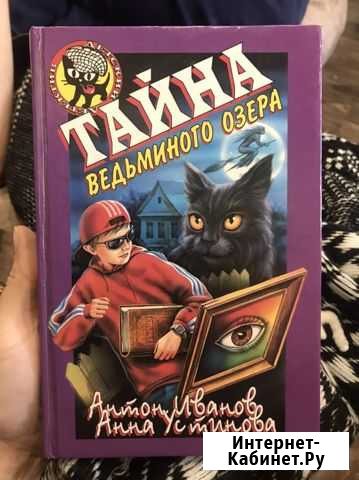 ТАЙНА
ВЕДЬМИНОГО ОЗЕРА
Антон Иванов
Анна Устинова
Интернет-
Кабинет.Ру